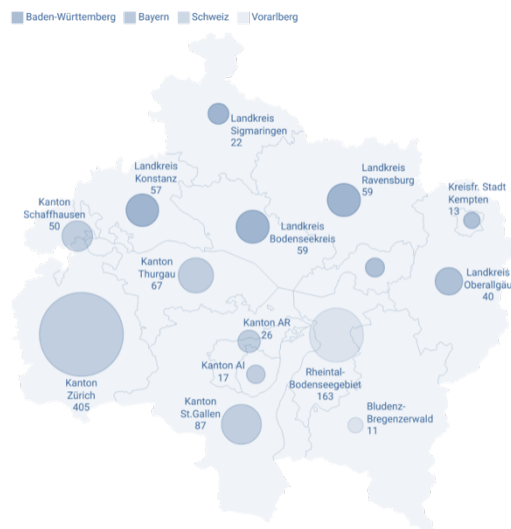 Baden-Württemberg Bayern Schweiz Vorarlberg
Landkreis
Sigmaringen
22
Landkreis
Konstanz
57
Landkreis
Ravensburg
59
Kreisfr. Stadt
Kempten
13
Kanton
Schaffhausen
50
Landkreis
Bodenseekreis
59
Kanton
Thurgau
67
Landkreis
Oberallgäu
40
Kanton AR
26
Kanton AI
17
Kanton
Zürich
405
Rheintal-
Bodenseegebiet
163
Kanton
St.Gallen
87
Bludenz-
Bregenzerwald
11